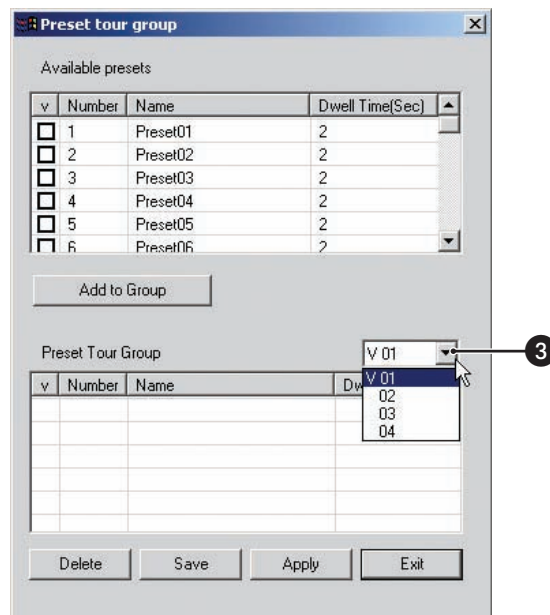 Preset tour group
Available presets
v Number Name Dwell Time(Sec)
1 Preset01 2
2 Preset02 2
3 Preset03 2
4 Preset04 2
5 Preset05 2
6 Preset06 2
Add to Group
Preset Tour Group V 01
3
v Number Name Dw
V 01
02
03
04
Delete Save Apply Exit